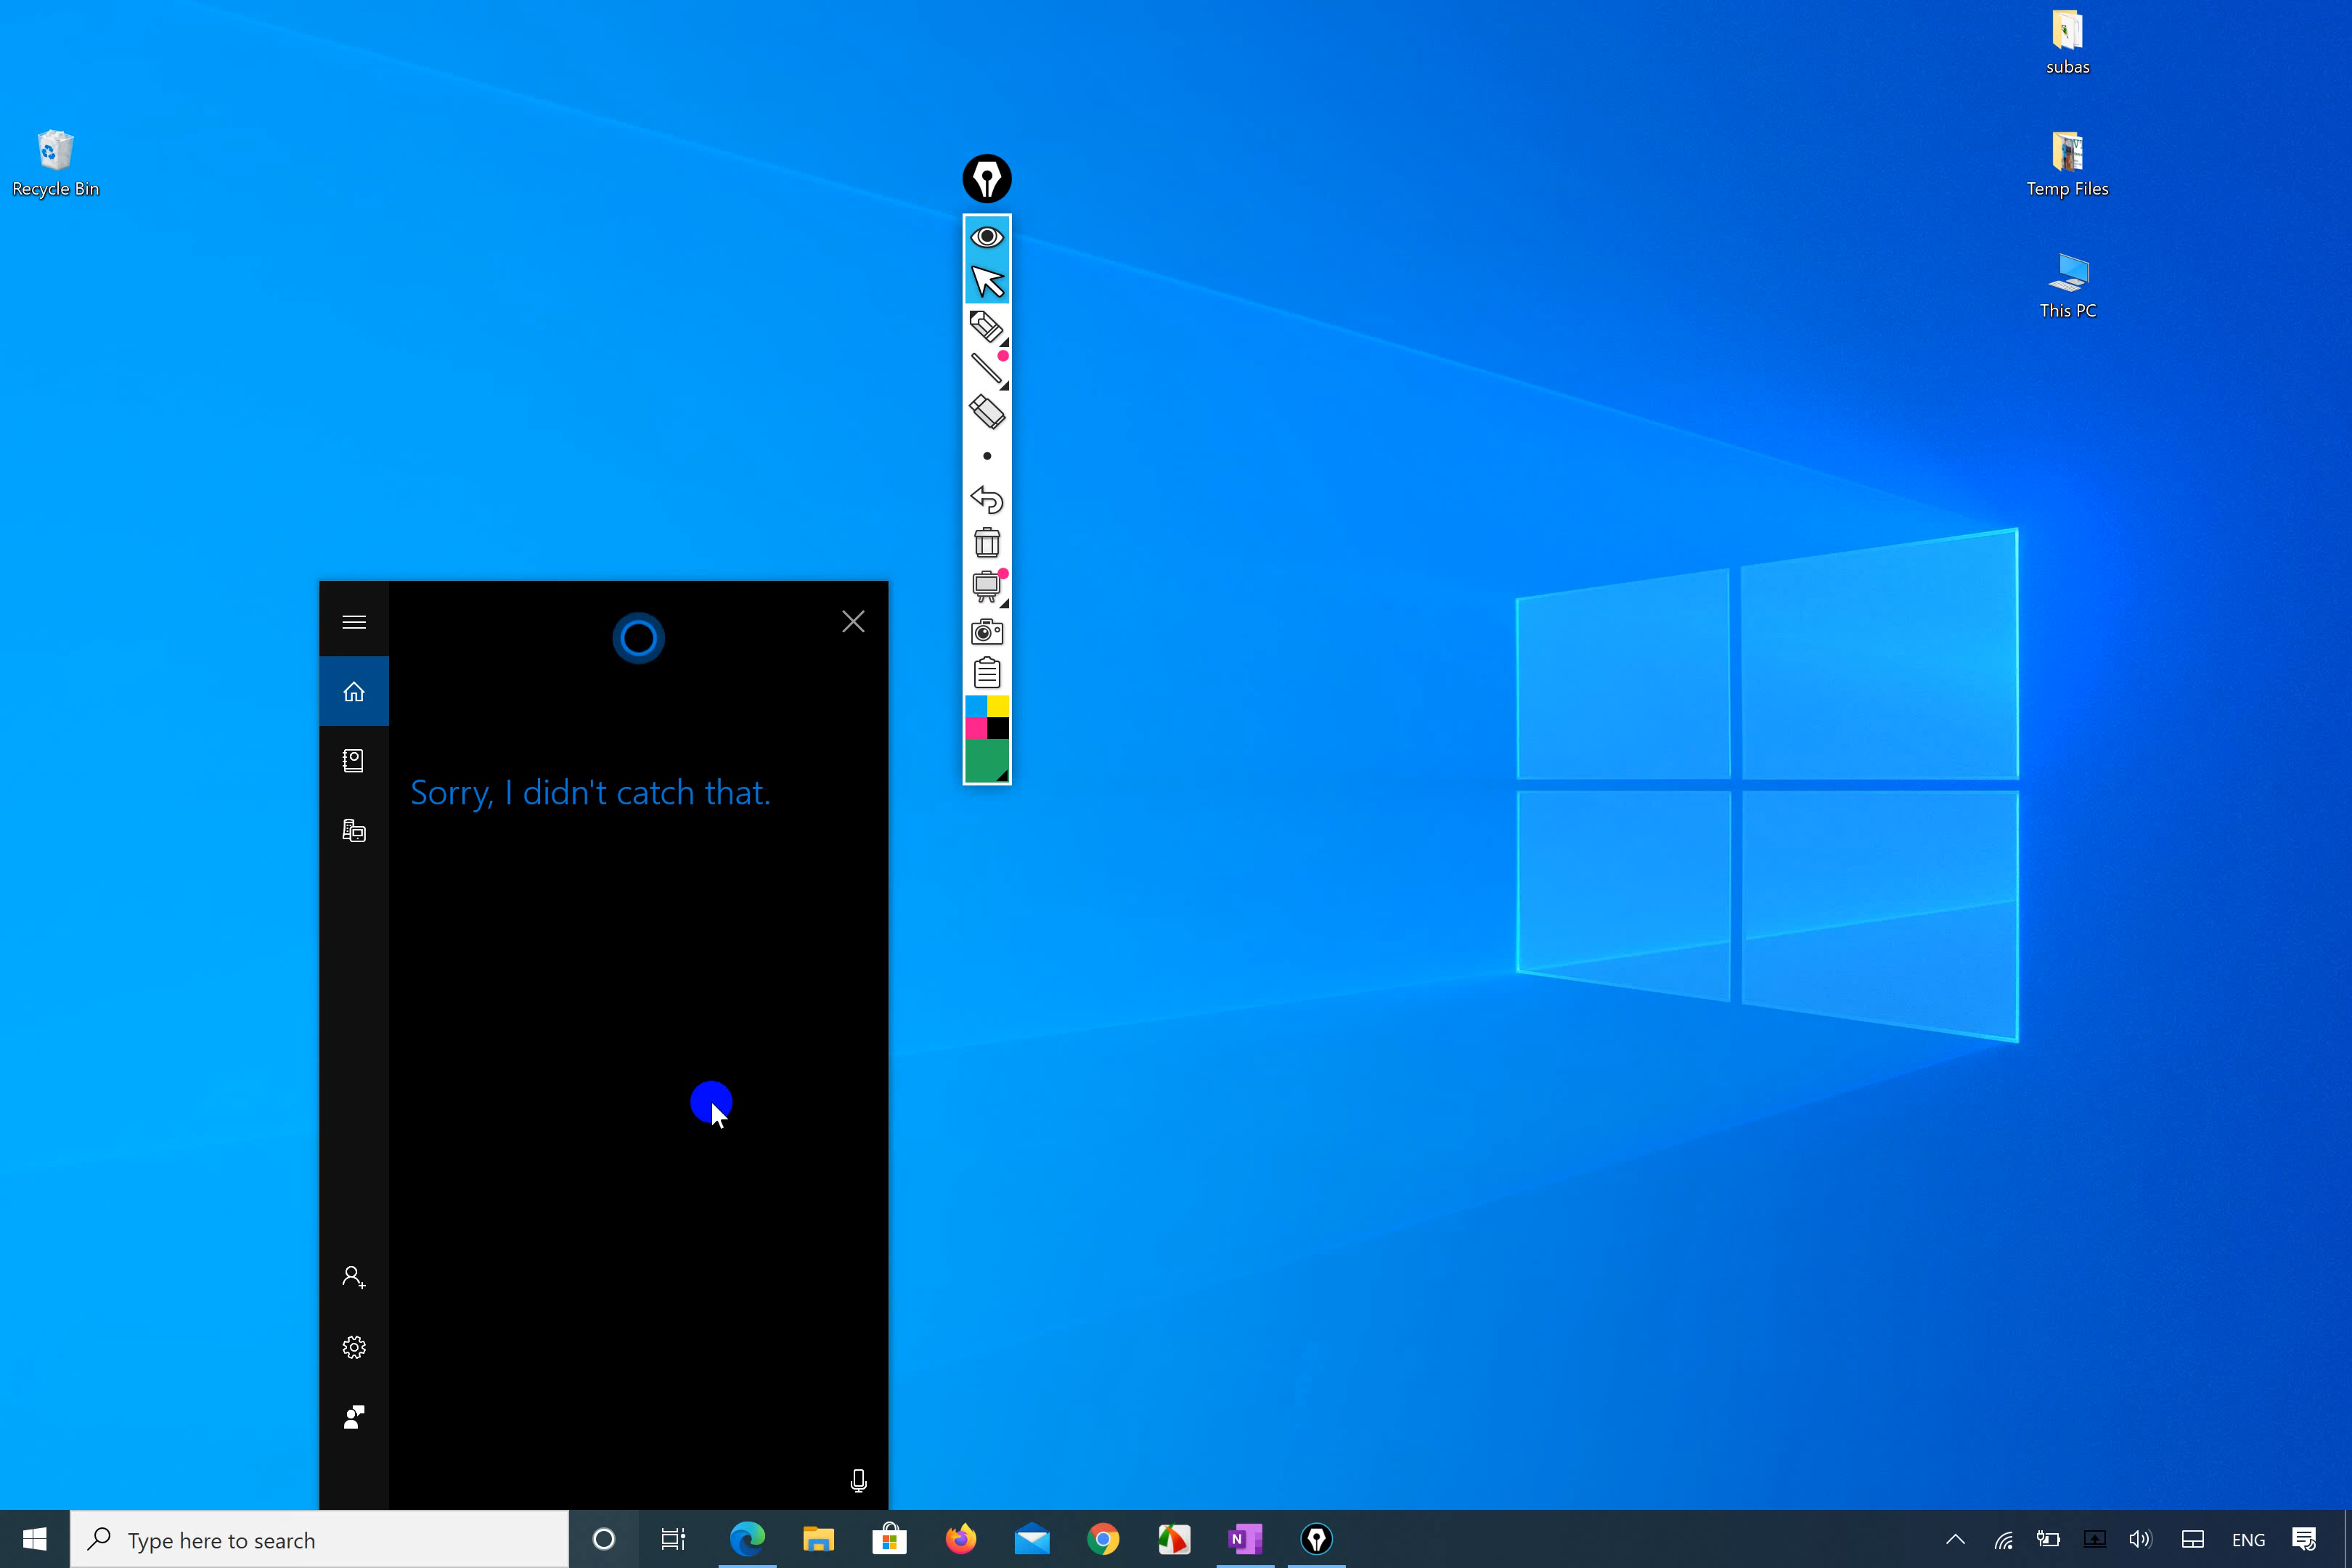 subas
Recycle Bin
Temp Files
This PC
Sorry, I didn't catch that.
Type here to search
N
ENG